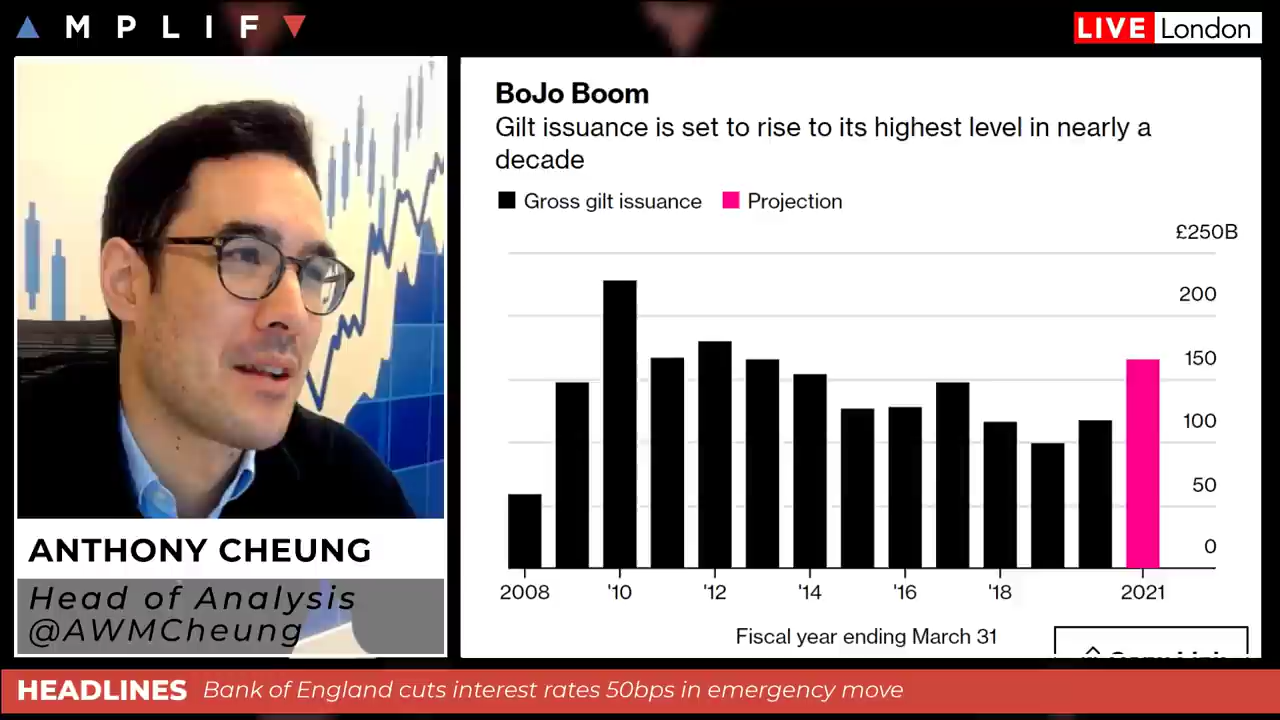 AMPLIFY
LIVE London
BoJo Boom
Gilt issuance is set to rise to its highest level in nearly a
decade
Gross gilt issuance
Projection
£250B
200
150
100
50
0
2008 '10 '12 '14 '16 '18 2021
Fiscal year ending March 31
ANTHONY CHEUNG
Head of Analysis
@AWMCheung
HEADLINES Bank of England cuts interest rates 50bps in emergency move